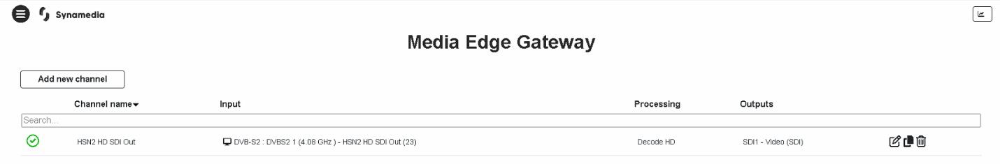 Synamedia
Media Edge Gateway
Add new channel
Channel name Input Processing Outputs
Search...
HSN2 HD SDI Out DVB-S2 : DVBS2 1 (4.08 GHz ) - HSN2 HD SDI Out (23) Decode HD SDI1 - Video (SDI)